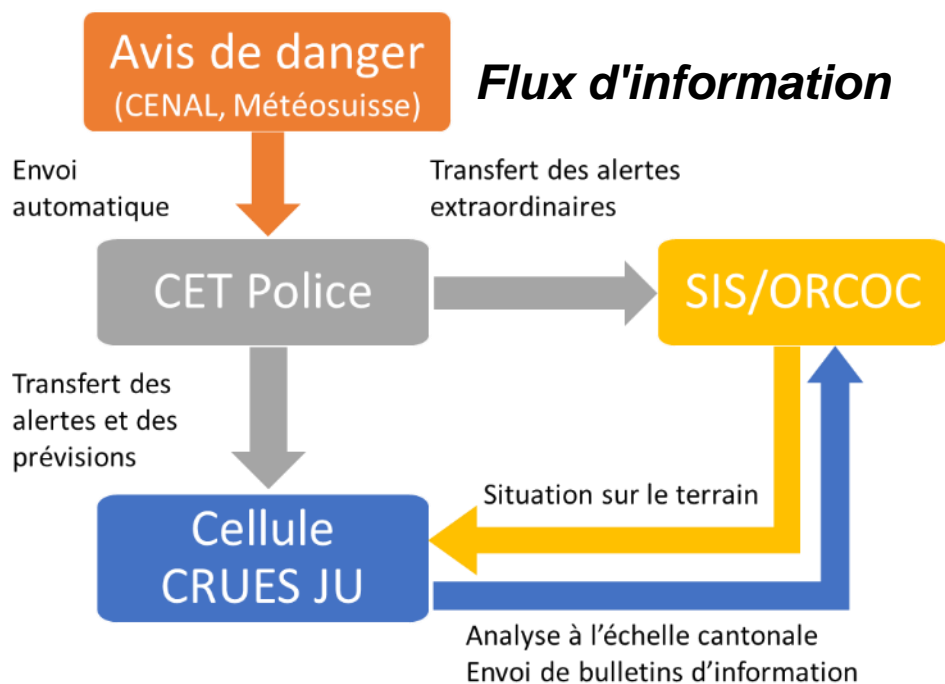 Avis de danger
(CENAL, Météosuisse)
Flux d'information
Envoi
automatique
Transfert des alertes
extraordinaires
CET Police
SIS/ORCOC
Transfert des
alertes et des
prévisions
Situation sur le terrain
Cellule
CRUES JU
Analyse à l’échelle cantonale
Envoi de bulletins d’information